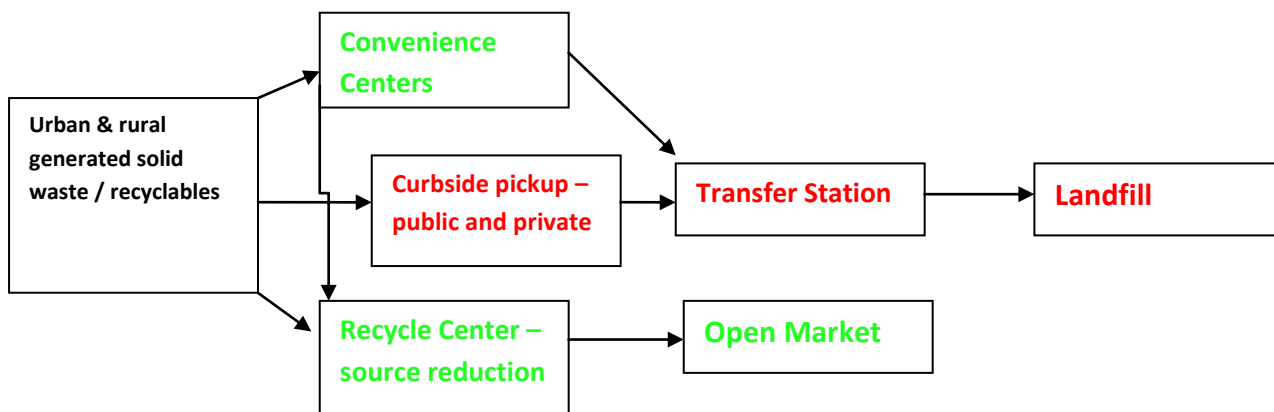 Convenience
Centers
Urban & rural
generated solid
waste / recyclables
Curbside pickup –
public and private
Transfer Station
Landfill
Recycle Center –
source reduction
Open Market